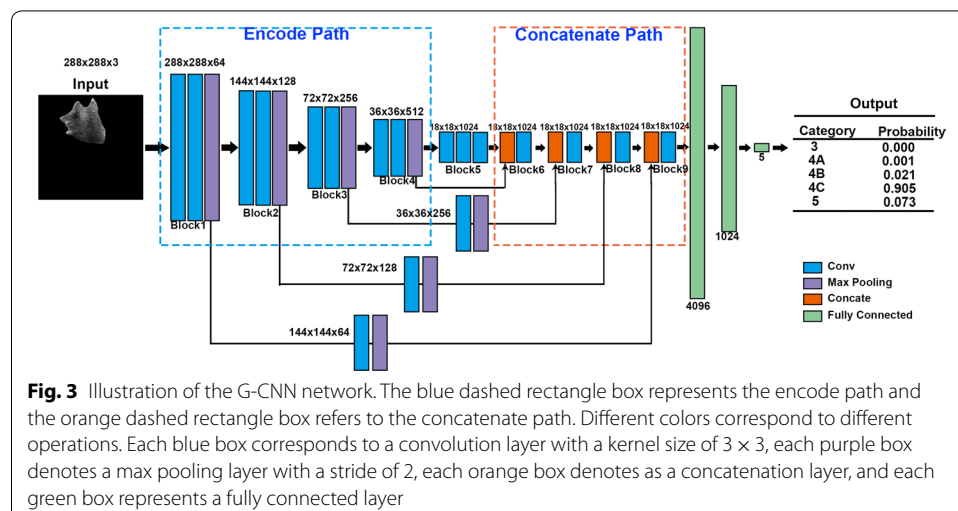 Encode Path
Concatenate Path
288x288x3
Input
288x288x64
144x144x128
72x72x256
36x36x512
18x18x1024
18x18x1024
18x18x1024
18x18x1024
18x18x1024
Block1
Block2
Block3
Block4
Block5
Block6
Block7
Block8
Block9
36x36x256
72x72x128
144x144x64
4096
1024
5
Output
Category Probability
3 0.000
4A 0.001
4B 0.021
4C 0.905
5 0.073
Conv
Max Pooling
Concate
Fully Connected
Fig. 3 Illustration of the G-CNN network. The blue dashed rectangle box represents the encode path and
the orange dashed rectangle box refers to the concatenate path. Different colors correspond to different
operations. Each blue box corresponds to a convolution layer with a kernel size of 3 × 3, each purple box
denotes a max pooling layer with a stride of 2, each orange box denotes as a concatenation layer, and each
green box represents a fully connected layer